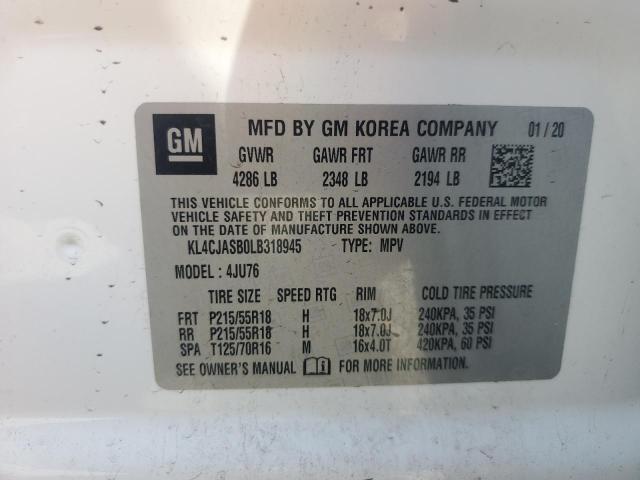 GM MFD BY GM KOREA COMPANY 01/20
GVWR GAWR FRT GAWR RR
4286 LB 2348 LB 2194 LB
THIS VEHICLE CONFORMS TO ALL APPLICABLE U.S. FEDERAL MOTOR
VEHICLE SAFETY AND THEFT PREVENTION STANDARDS IN EFFECT
ON THE DATE OF MANUFACTURE SHOWN ABOVE.
KL4CJASB0LB318945 TYPE: MPV
MODEL: 4JU76
TIRE SIZE SPEED RTG RIM COLD TIRE PRESSURE
FRT P215/55R18 H 18x7.0J 240KPA, 35 PSI
RR P215/55R18 H 18x7.0J 240KPA, 35 PSI
SPA T125/70R16 M 16x4.0T 420KPA, 60 PSI
SEE OWNER'S MANUAL FOR MORE INFORMATION.